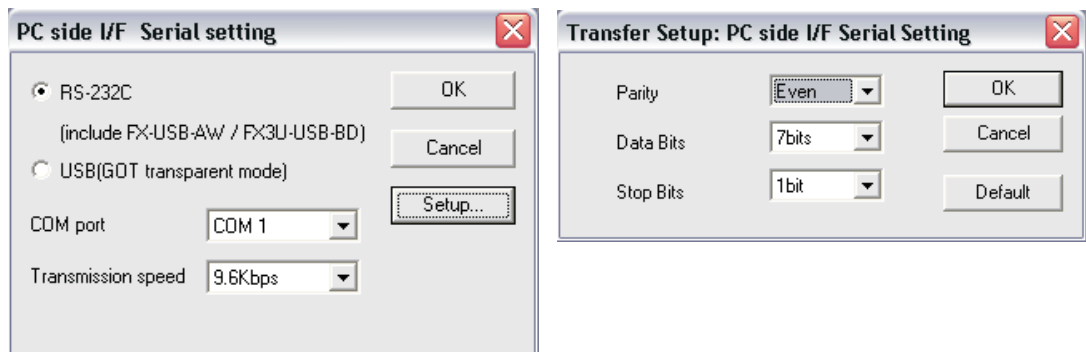 PC side I/F  Serial setting
RS-232C
(include FX-USB-AW / FX3U-USB-BD)
USB(GOT transparent mode)
COM port
COM 1
Transmission speed
9.6Kbps
OK
Cancel
Setup...
Transfer Setup: PC side I/F Serial Setting
Parity
Even
Data Bits
7bits
Stop Bits
1bit
OK
Cancel
Default